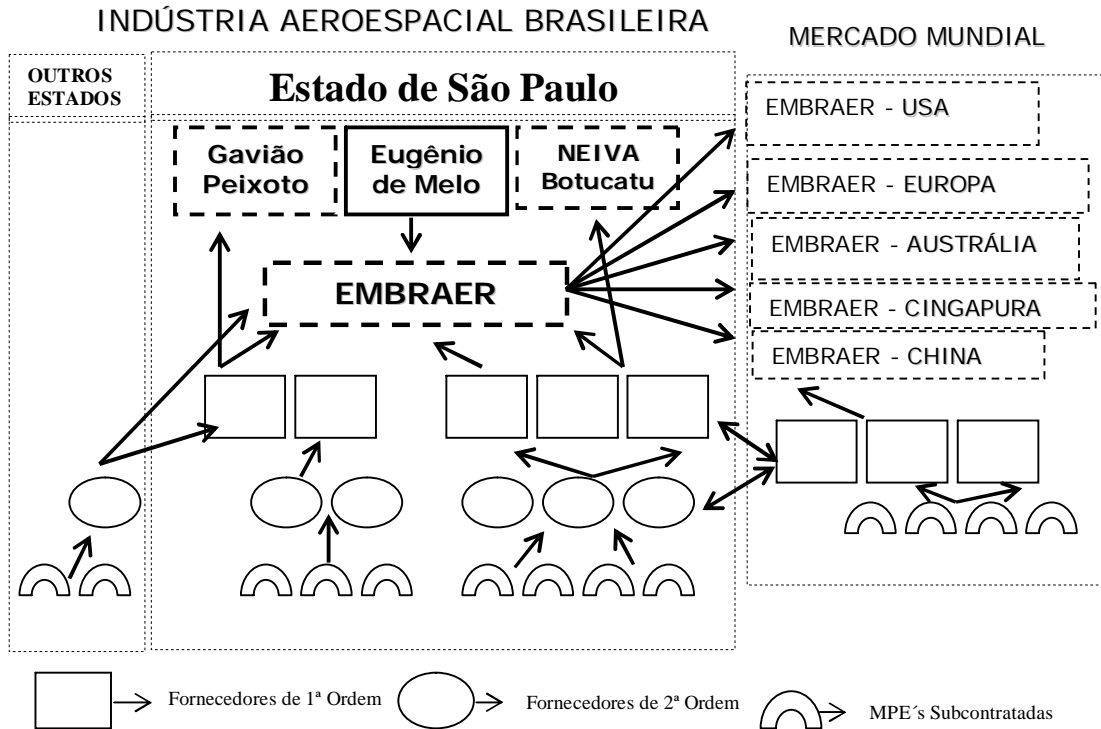 INDÚSTRIA AEROESPACIAL BRASILEIRA
MERCADO MUNDIAL
OUTROS
ESTADOS
Estado de São Paulo
Gavião
Peixoto
Eugênio
de Melo
NEIVA
Botucatu
EMBRAER
EMBRAER - USA
EMBRAER - EUROPA
EMBRAER - AUSTRÁLIA
EMBRAER - CINGAPURA
EMBRAER - CHINA
Fornecedores de 1ª Ordem
Fornecedores de 2ª Ordem
MPE´s Subcontratadas